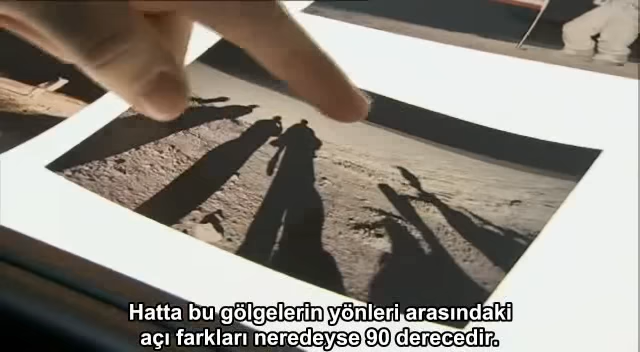 Hatta bu gölgelerin yönleri arasındaki
açı farkları neredeyse 90 derecedir.